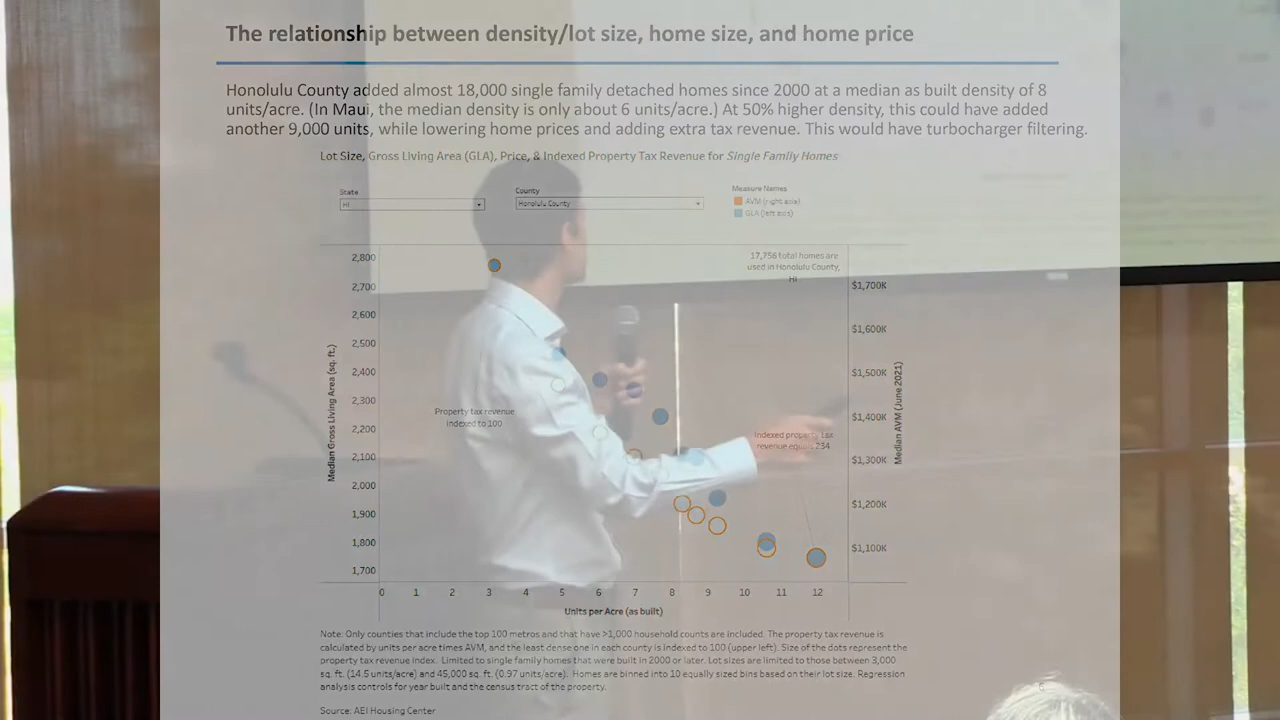 The relationship between density/lot size, home size, and home price
Honolulu County added almost 18,000 single family detached homes since 2000 at a median as built density of 8
units/acre. (In Maui, the median density is only about 6 units/acre.) At 50% higher density, this could have added
another 9,000 units, while lowering home prices and adding extra tax revenue. This would have turbocharger filtering.
Lot Size, Gross Living Area (GLA), Price, & Indexed Property Tax Revenue for Single Family Homes
State
HI
County
Honolulu County
Measure Names
AVM (right axis)
GLA (left axis)
17,756 total homes are
used in Honolulu County,
HI
2,800
2,700
2,600
2,500
2,400
2,300
2,200
2,100
2,000
1,900
1,800
1,700
Median Gross Living Area (sq. ft.)
Property tax revenue
indexed to 100
Indexed property tax
revenue equals 234
$1,700K
$1,600K
$1,500K
$1,400K
$1,300K
$1,200K
$1,100K
Median AVM (June 2021)
0 1 2 3 4 5 6 7 8 9 10 11 12
Units per Acre (as built)
Note: Only counties that include the top 100 metros and that have >1,000 household counts are included. The property tax revenue is
calculated by units per acre times AVM, and the least dense one in each county is indexed to 100 (upper left). Size of the dots represent the
property tax revenue index. Limited to single family homes that were built in 2000 or later. Lot sizes are limited to those between 3,000
sq. ft. (14.5 units/acre) and 45,000 sq. ft. (0.97 units/acre). Homes are binned into 10 equally sized bins based on their lot size. Regression
analysis controls for year built and the census tract of the property.
Source: AEI Housing Center